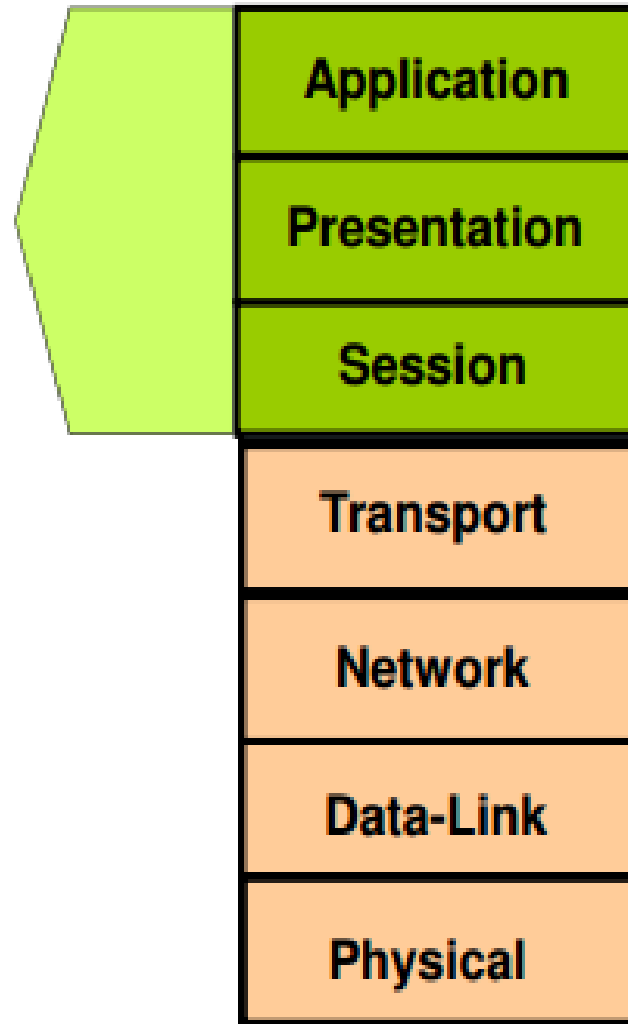 Application
Presentation
Session
Transport
Network
Data-Link
Physical